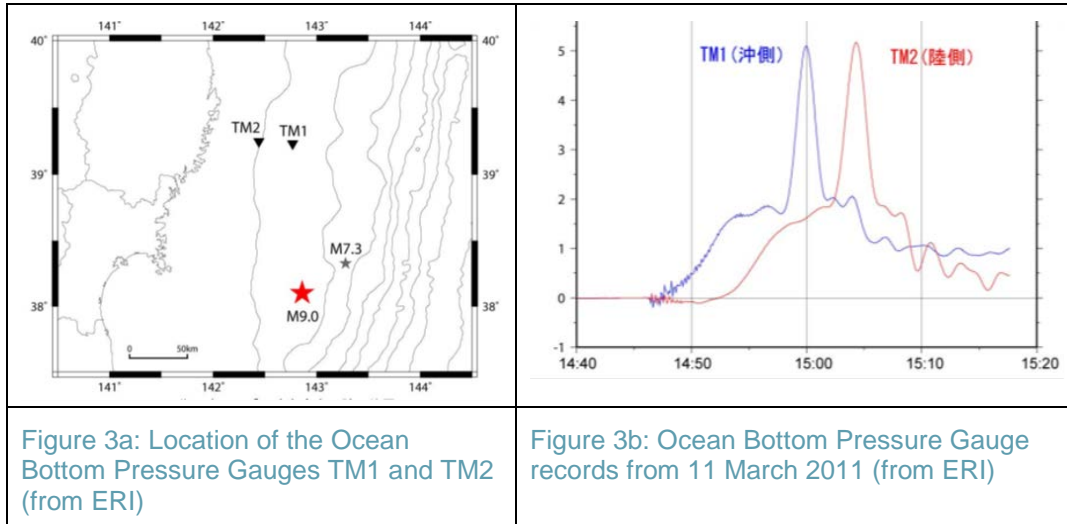 141° 142° 143° 144°
40° 40°
TM2 TM1
39° 39°
M7.3
38° 38°
M9.0
0 50km
141° 142° 143° 144°
Figure 3a: Location of the Ocean
Bottom Pressure Gauges TM1 and TM2
(from ERI)
5
4
3
2
1
0
-1
TM1(沖側) TM2(陸側)
14:40 14:50 15:00 15:10 15:20
Figure 3b: Ocean Bottom Pressure Gauge
records from 11 March 2011 (from ERI)